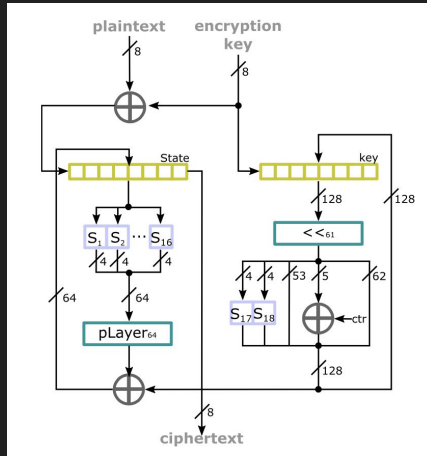 plaintext
encryption
key
8
8
State
key
128
128
<<61
S1 S2 ··· S16
4 4 4
4 4 53 5 62
64
64
S17 S18
ctr
pLayer64
128
8
ciphertext